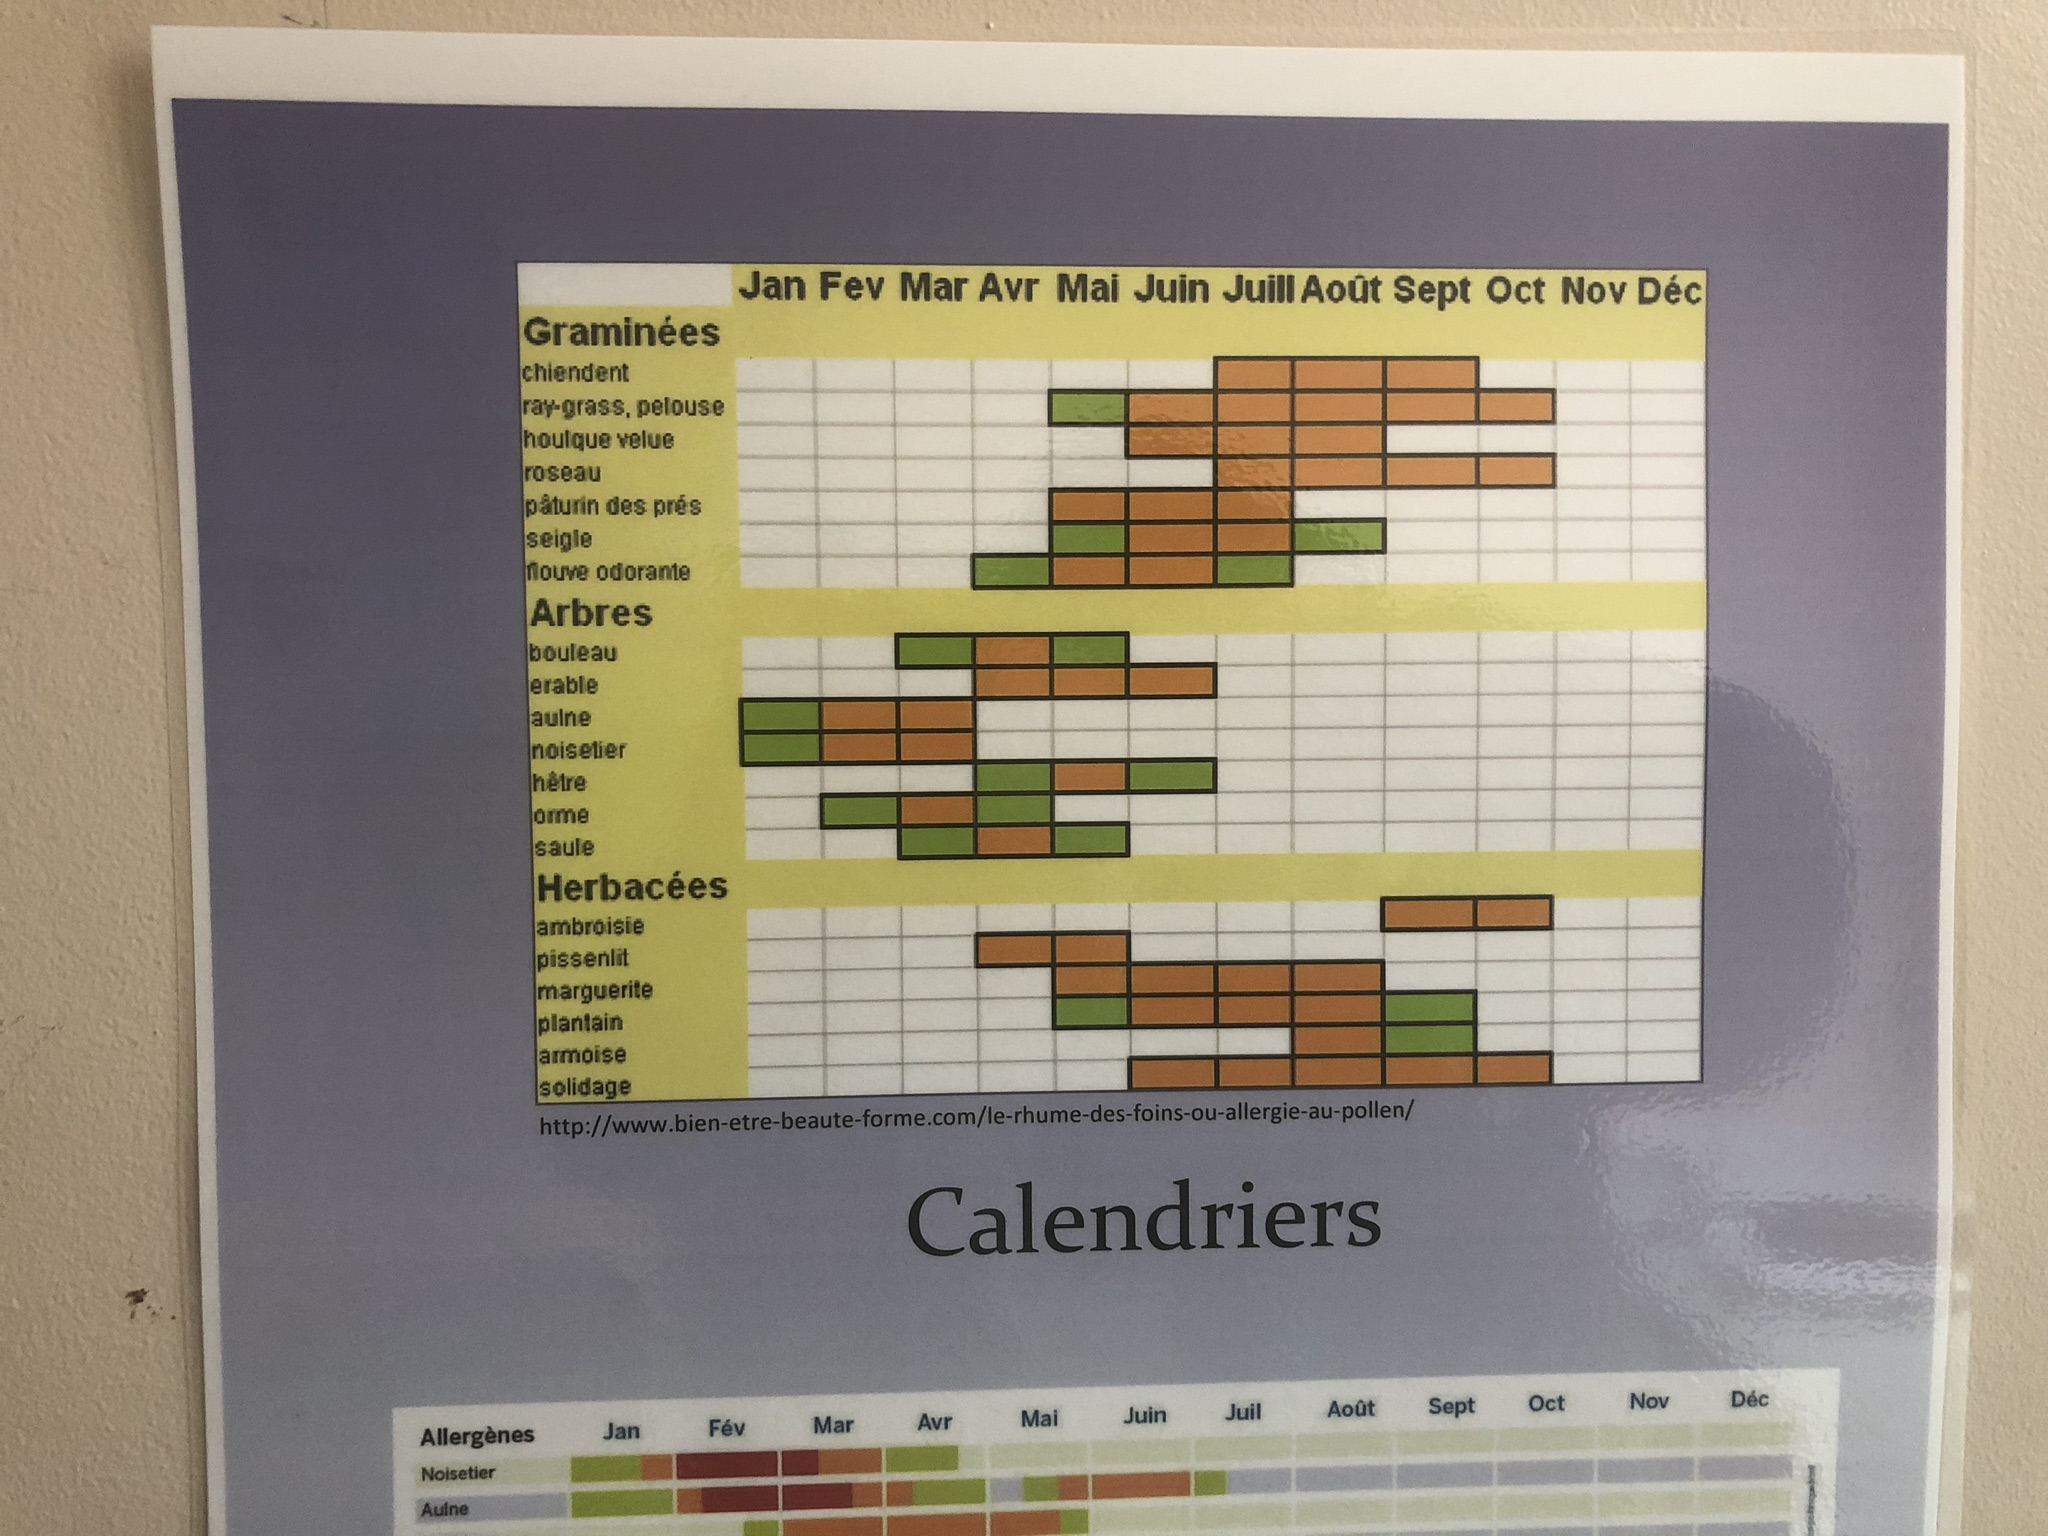 Jan Fev Mar Avr Mai Juin Juill Août Sept Oct Nov Déc
Graminées
chiendent
ray-grass, pelouse
houlque velue
roseau
pâturin des prés
seigle
flouve odorante
Arbres
bouleau
erable
aulne
noisetier
hêtre
orme
saule
Herbacées
ambroisie
pissenlit
marguerite
plantain
armoise
solidage
http://www.bien-etre-beaute-forme.com/le-rhume-des-foins-ou-allergie-au-pollen/
Calendriers
Allergènes Jan Fév Mar Avr Mai Juin Juil Août Sept Oct Nov Déc
Noisetier
Aulne